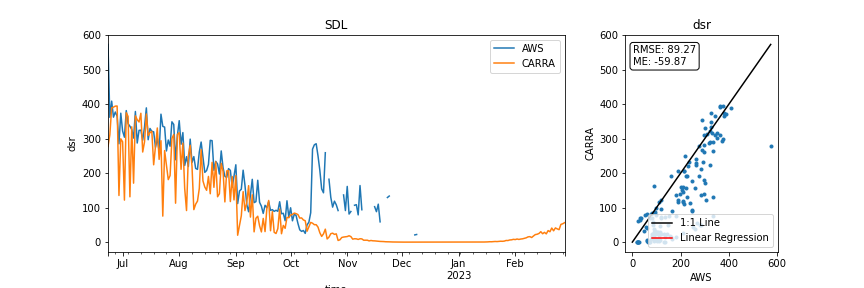 SDL
600
500
400
300
200
100
0
dsr
AWS
CARRA
Jul
Aug
Sep
Oct
Nov
Dec
Jan
2023
Feb
time
dsr
600
500
400
300
200
100
0
CARRA
RMSE: 89.27
ME: -59.87
1:1 Line
Linear Regression
0
200
400
600
AWS